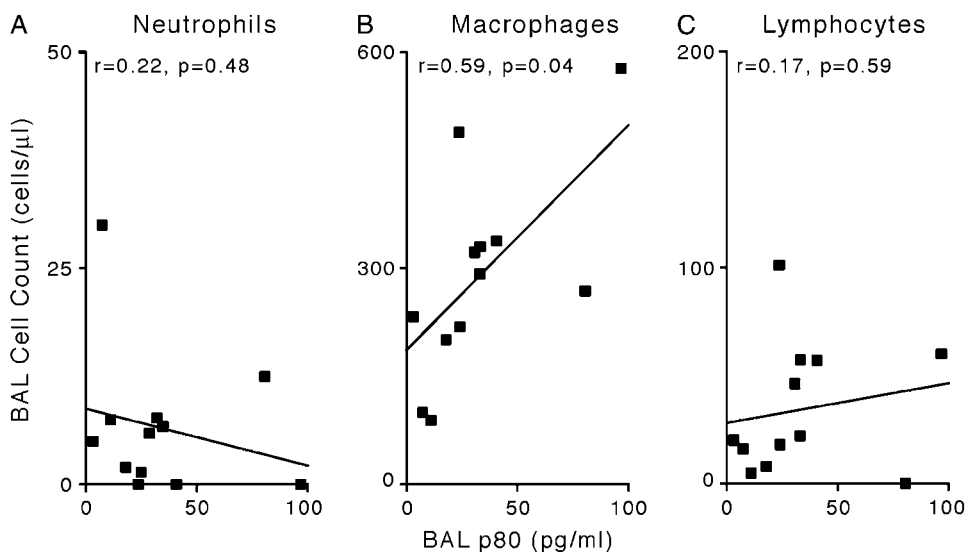 A Neutrophils
B Macrophages
C Lymphocytes
r=0.22, p=0.48
r=0.59, p=0.04
r=0.17, p=0.59
BAL Cell Count (cells/μl)
50
25
0
600
300
0
200
100
0
0 50 100
0 50 100
0 50 100
BAL p80 (pg/ml)